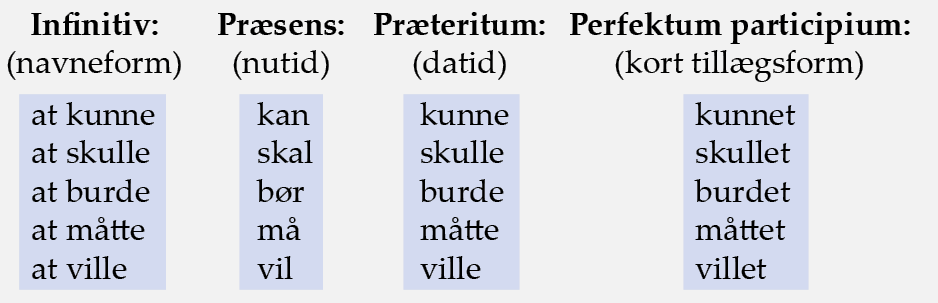 Infinitiv: Præsens: Præteritum: Perfektum participium:
(navneform) (nutid) (datid) (kort tillægsform)
at kunne kan kunne kunnet
at skulle skal skulle skullet
at burde bør burde burdet
at måtte må måtte måttet
at ville vil ville villet